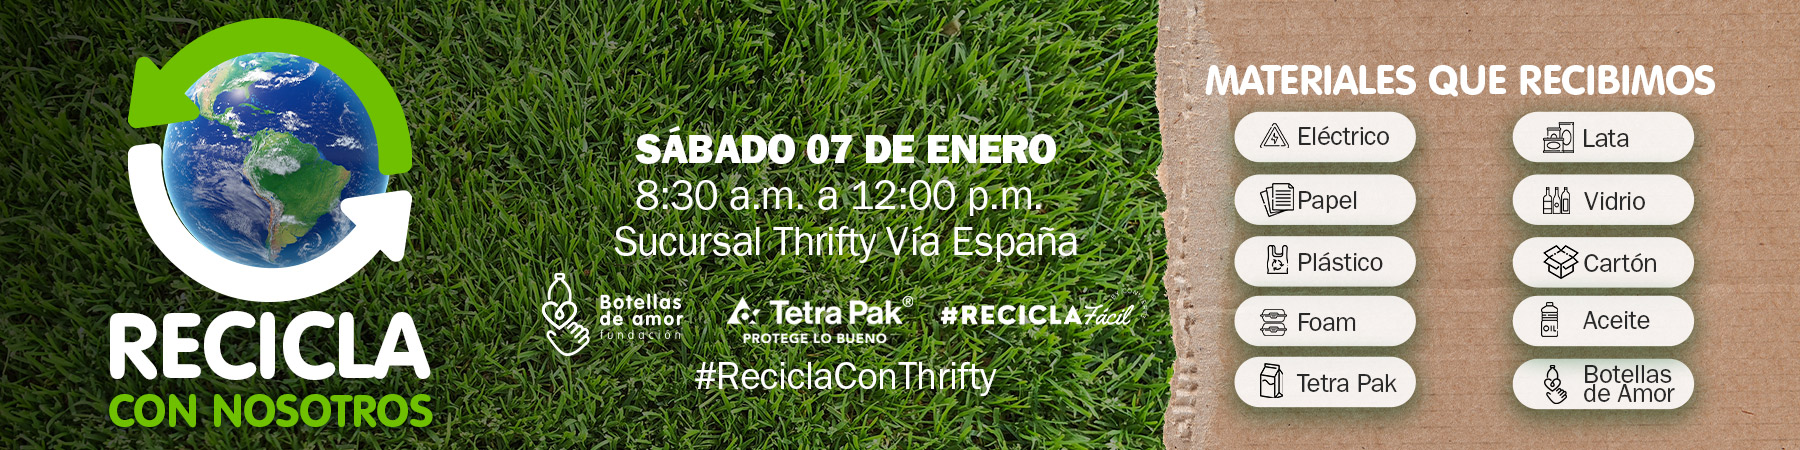 RECICLA
CON NOSOTROS
SÁBADO 07 DE ENERO
8:30 a.m. a 12:00 p.m.
Sucursal Thrifty Vía España
Botellas
de amor
fundación
Tetra Pak®
PROTEGE LO BUENO
#RECICLA Fácil
#ReciclaConThrifty
MATERIALES QUE RECIBIMOS
Eléctrico
Papel
Plástico
Foam
Tetra Pak
Lata
Vidrio
Cartón
OIL
Aceite
Botellas
de Amor